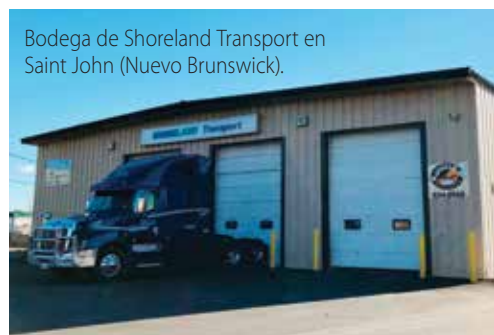 Bodega de Shoreland Transport en
Saint John (Nuevo Brunswick).
SHORELAND Transport